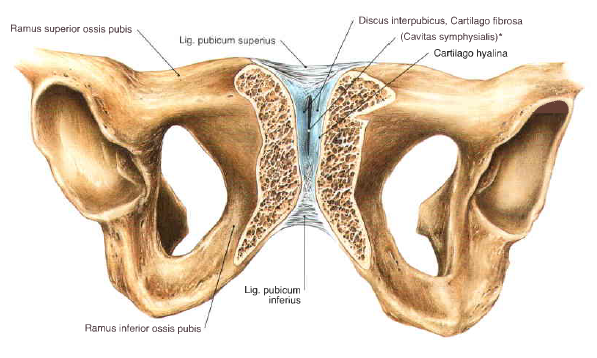 Ramus superior ossis pubis
Lig. pubicum superius
Discus interpubicus, Cartilago fibrosa
(Cavitas symphysialis)*
Cartilago hyalina
Lig. pubicum
inferius
Ramus inferior ossis pubis